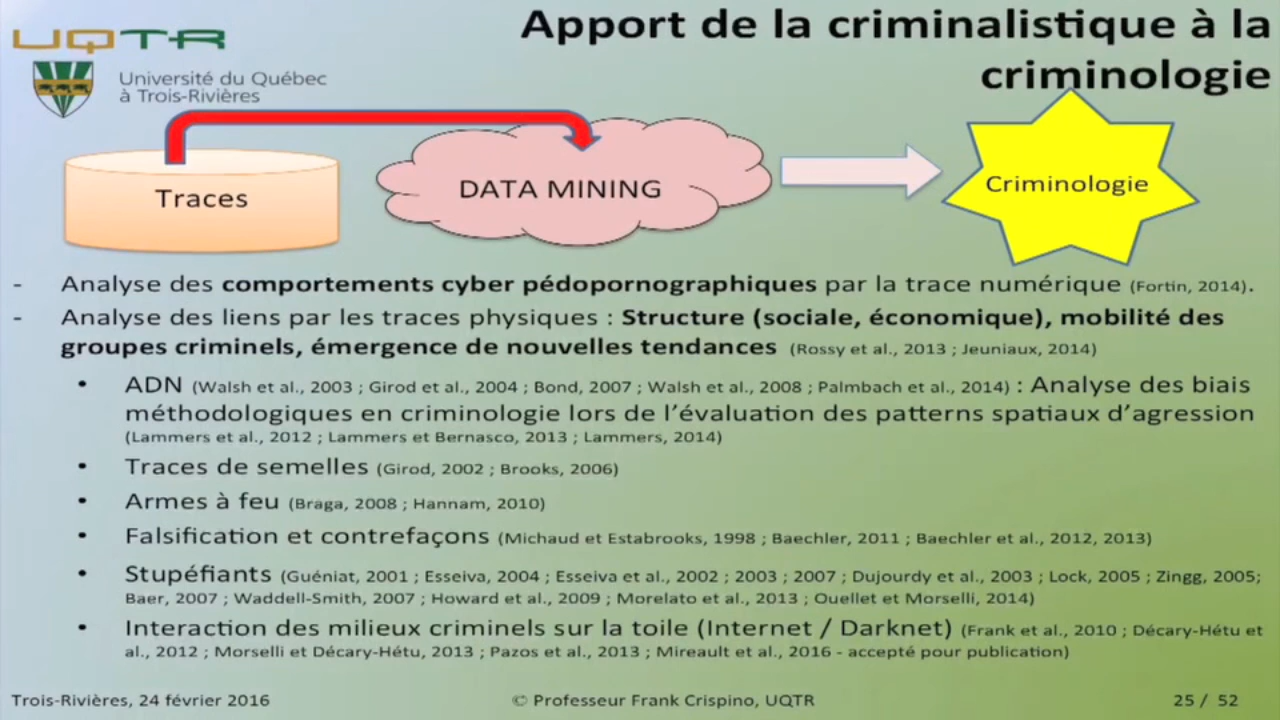 UQTR
Université du Québec
à Trois-Rivières
Apport de la criminalistique à la
criminologie
Traces
DATA MINING
Criminologie
- Analyse des comportements cyber pédopornographiques par la trace numérique (Fortin, 2014).
- Analyse des liens par les traces physiques : Structure (sociale, économique), mobilité des
groupes criminels, émergence de nouvelles tendances (Rossy et al., 2013 ; Jeuniaux, 2014)
• ADN (Walsh et al., 2003 ; Girod et al., 2004 ; Bond, 2007 ; Walsh et al., 2008 ; Palmbach et al., 2014) : Analyse des biais
méthodologiques en criminologie lors de l'évaluation des patterns spatiaux d'agression
(Lammers et al., 2012 ; Lammers et Bernasco, 2013 ; Lammers, 2014)
• Traces de semelles (Girod, 2002 ; Brooks, 2006)
• Armes à feu (Braga, 2008 ; Hannam, 2010)
• Falsification et contrefaçons (Michaud et Estabrooks, 1998 ; Baechler, 2011 ; Baechler et al., 2012, 2013)
• Stupéfiants (Guéniat, 2001 ; Esseiva, 2004 ; Esseiva et al., 2002 ; 2003 ; 2007 ; Dujourdy et al., 2003 ; Lock, 2005 ; Zingg, 2005;
Baer, 2007 ; Waddell-Smith, 2007 ; Howard et al., 2009 ; Morelato et al., 2013 ; Ouellet et Morselli, 2014)
• Interaction des milieux criminels sur la toile (Internet / Darknet) (Frank et al., 2010 ; Décary-Hétu et
al., 2012 ; Morselli et Décary-Hétu, 2013 ; Pazos et al., 2013 ; Mireault et al., 2016 - accepté pour publication)
Trois-Rivières, 24 février 2016
© Professeur Frank Crispino, UQTR
25 / 52